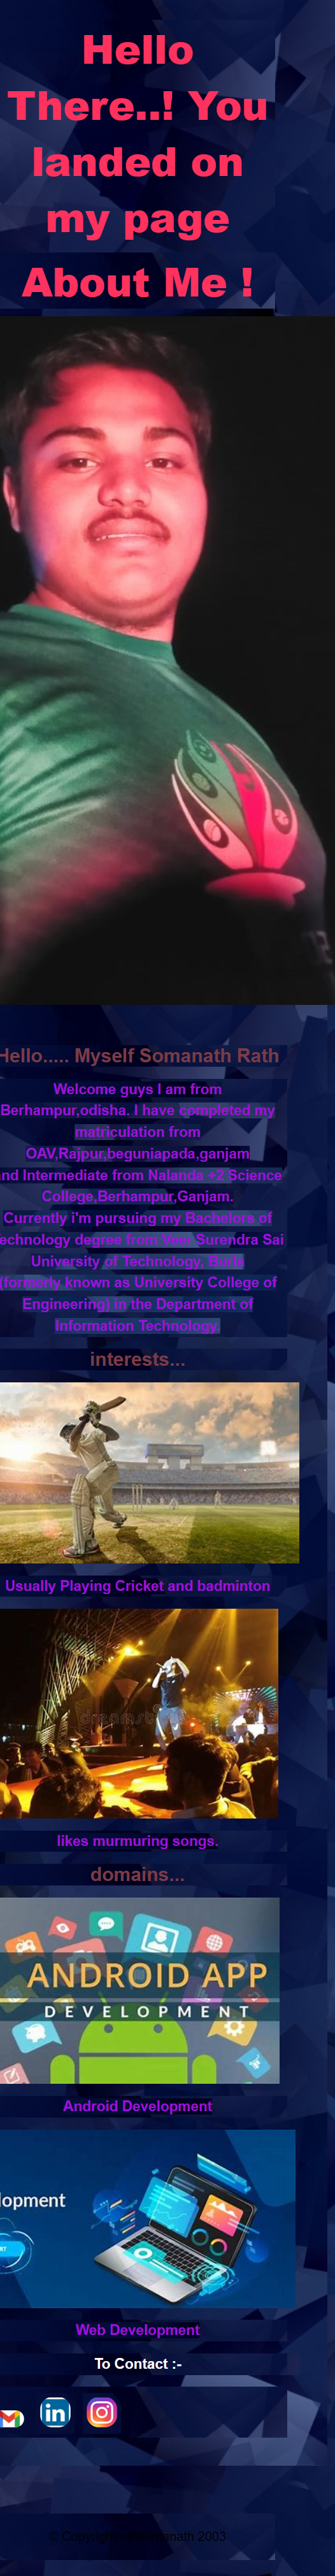 Hello
There..! You
landed on
my page
About Me !
Hello..... Myself Somanath Rath
Welcome guys I am from
Berhampur,odisha. I have completed my
matriculation from
OAV,Rajpur,beguniapada,ganjam
nd Intermediate from Nalanda +2 Science
College,Berhampur,Ganjam.
Currently i'm pursuing my Bachelors of
echnology degree from Veer Surendra Sai
University of Technology, Burla
(formerly known as University College of
Engineering) in the Department of
Information Technology.
interests...
Usually Playing Cricket and badminton
likes murmuring songs.
domains...
ANDROID APP
DEVELOPMENT
Android Development
lopment
Web Development
To Contact :-
© Copyright 2003